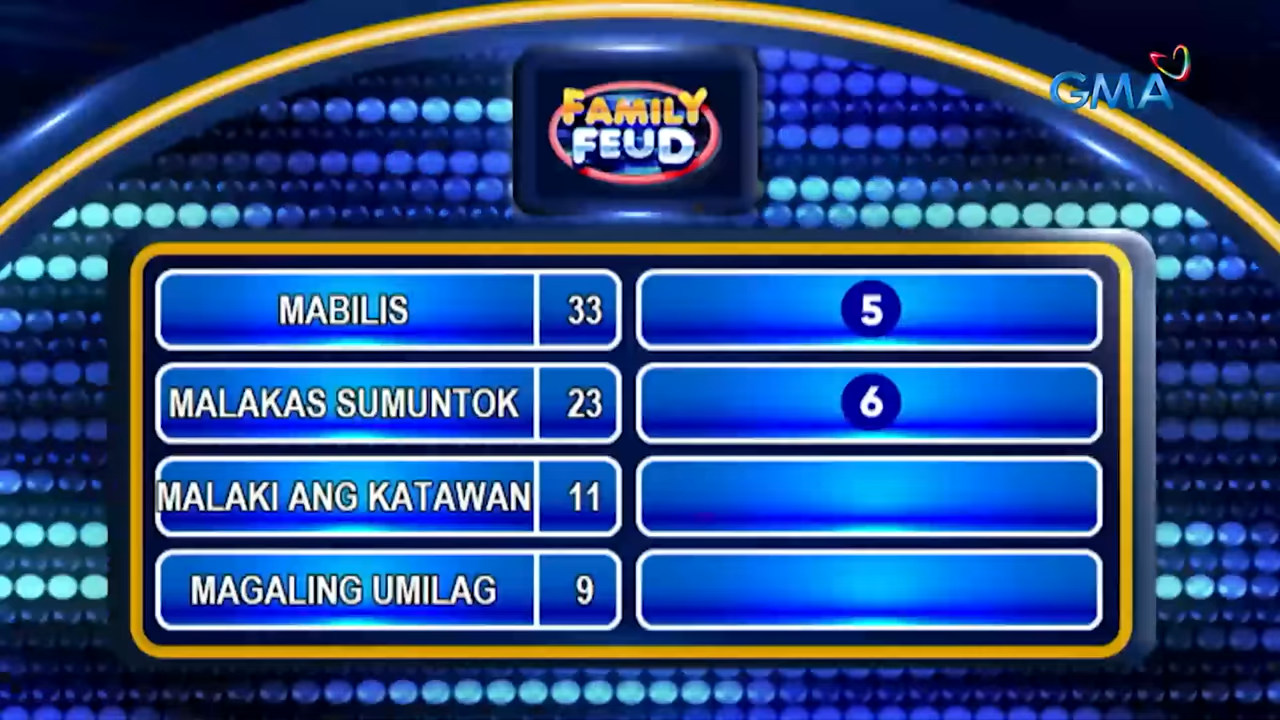 FAMILY
FEUD
GMA
MABILIS 33
5
MALAKAS SUMUNTOK 23
6
MALAKI ANG KATAWAN 11
MAGALING UMILAG 9